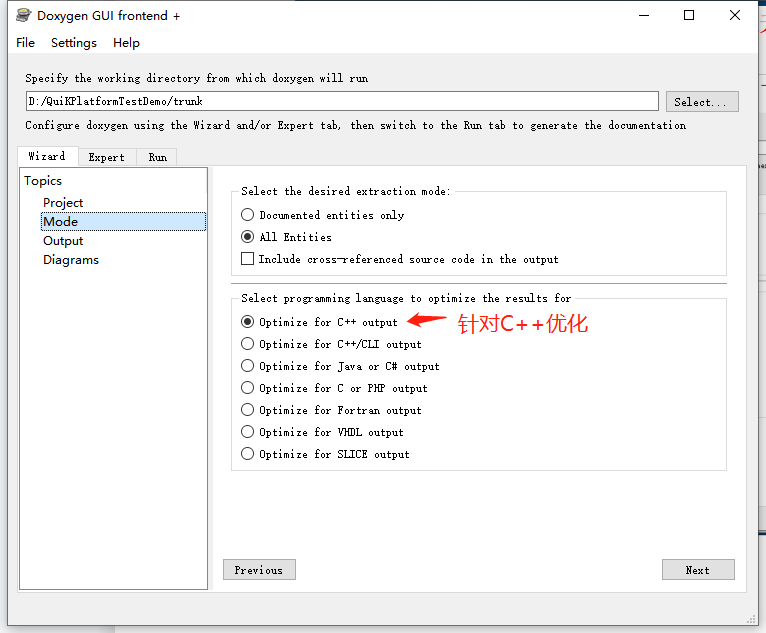 Doxygen GUI frontend +
File Settings Help
Specify the working directory from which doxygen will run
D:/QuiKPlatformTestDemo/trunk
Select...
Configure doxygen using the Wizard and/or Expert tab, then switch to the Run tab to generate the documentation
Wizard Expert Run
Topics
Project
Mode
Output
Diagrams
Select the desired extraction mode:
Documented entities only
All Entities
Include cross-referenced source code in the output
Select programming language to optimize the results for
Optimize for C++ output
针对C++优化
Optimize for C++/CLI output
Optimize for Java or C# output
Optimize for C or PHP output
Optimize for Fortran output
Optimize for VHDL output
Optimize for SLICE output
Previous
Next